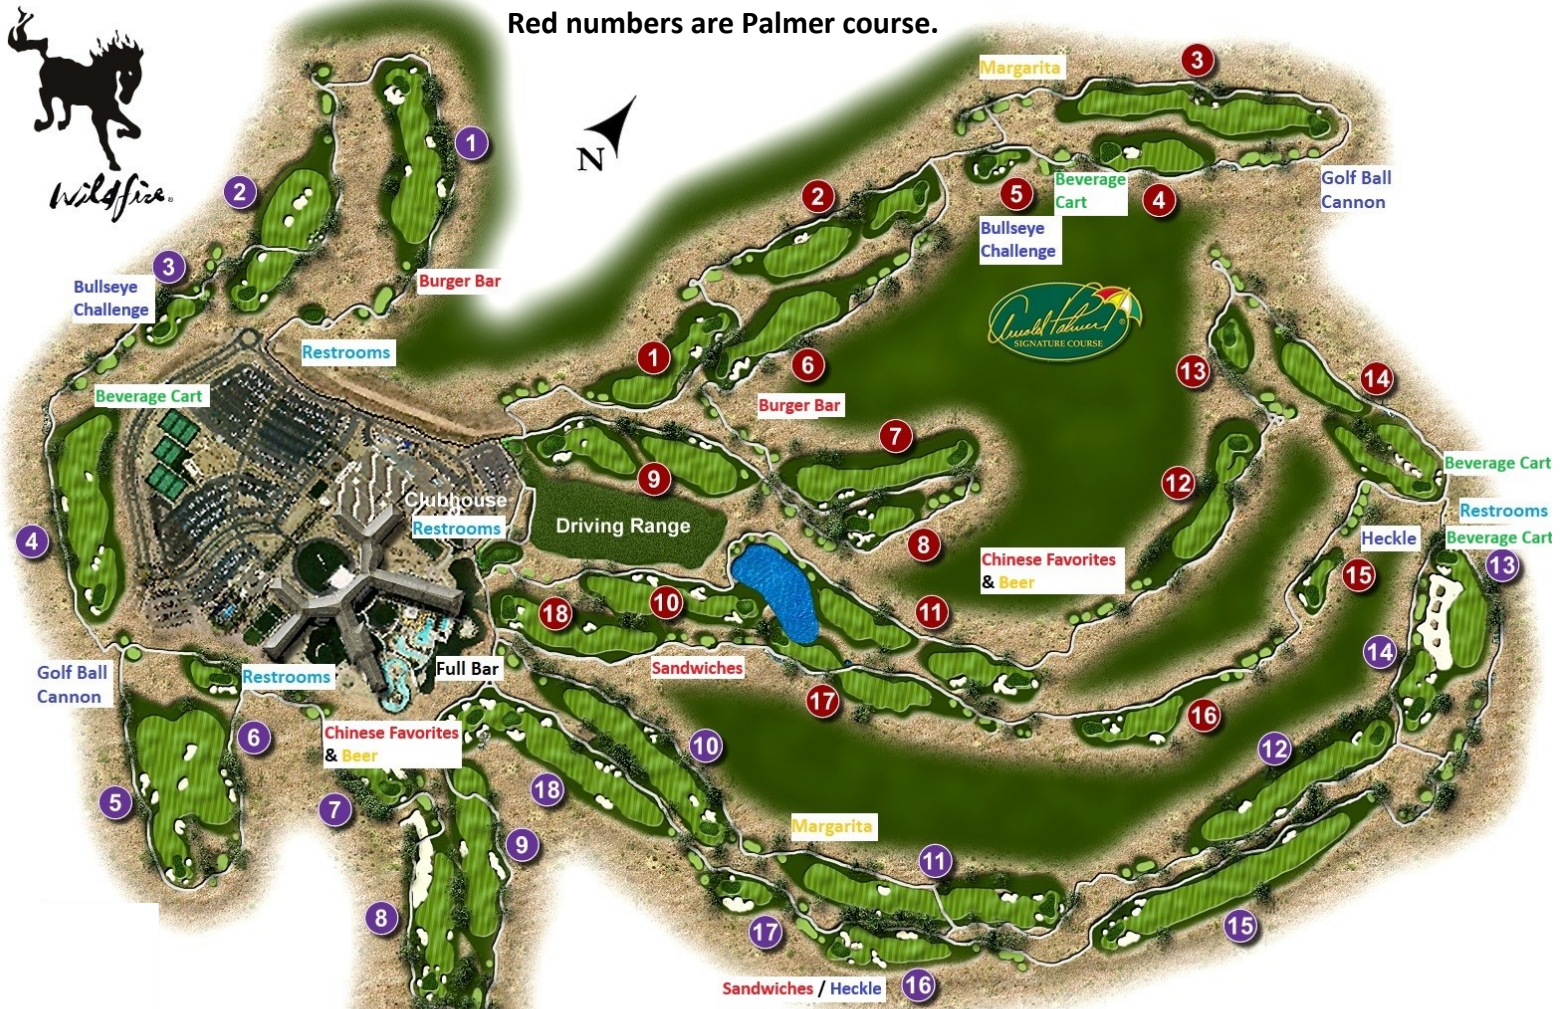 Red numbers are Palmer course.
Wildfire.
N
Margarita
3
1
2
2
5
Beverage
Cart
4
Golf Ball
Cannon
Bullseye
Challenge
3
Bullseye
Challenge
Burger Bar
Arnold Palmer
®
SIGNATURE COURSE
Restrooms
1
6
13
14
Beverage Cart
Burger Bar
7
9
12
Beverage Cart
Clubhouse
Restrooms
Driving Range
Restrooms
4
8
Heckle
Beverage Cart
Chinese Favorites
& Beer
15
13
18
10
11
14
Golf Ball
Cannon
Restrooms
Full Bar
Sandwiches
17
16
6
Chinese Favorites
& Beer
10
12
5
7
18
Margarita
9
11
8
17
15
Sandwiches / Heckle
16